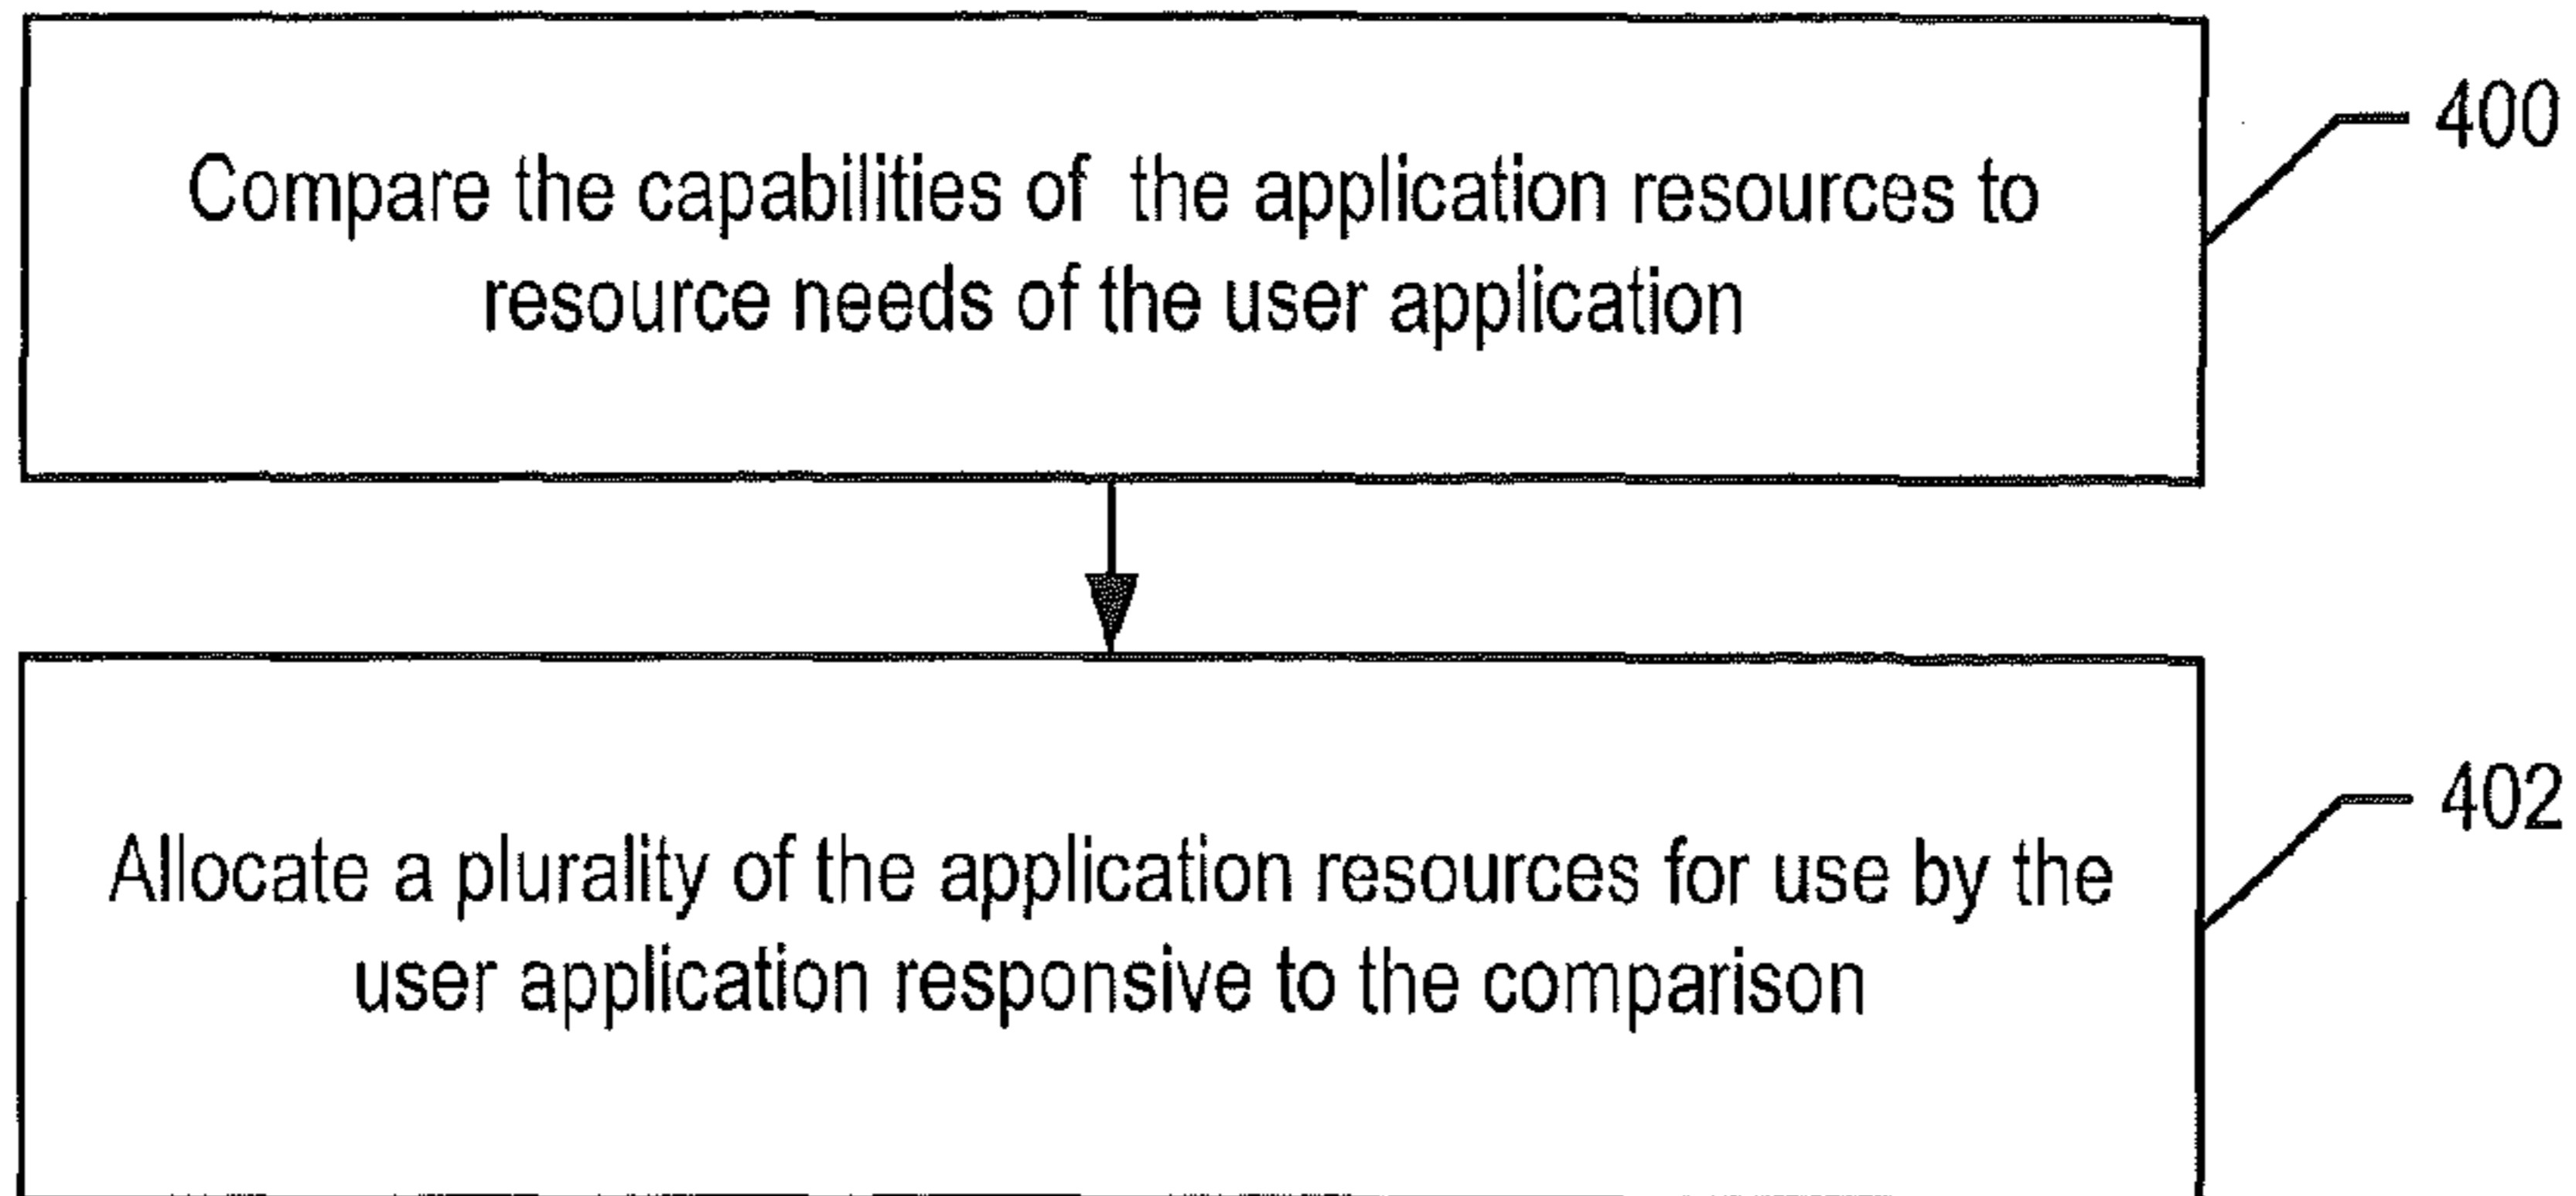 Compare the capabilities of the application resources to
resource needs of the user application
400
Allocate a plurality of the application resources for use by the
user application responsive to the comparison
402